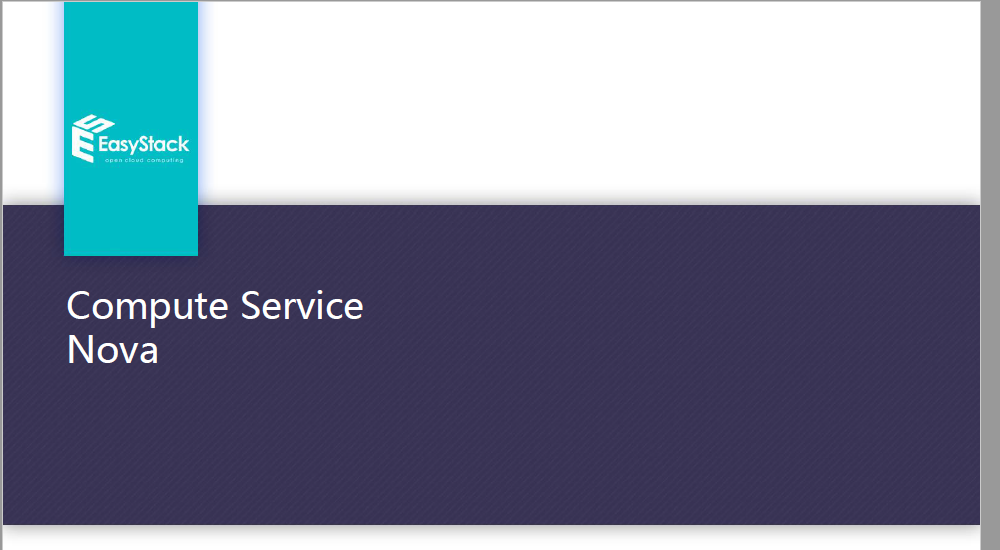 EasyStack
open cloud computing
Compute Service
Nova